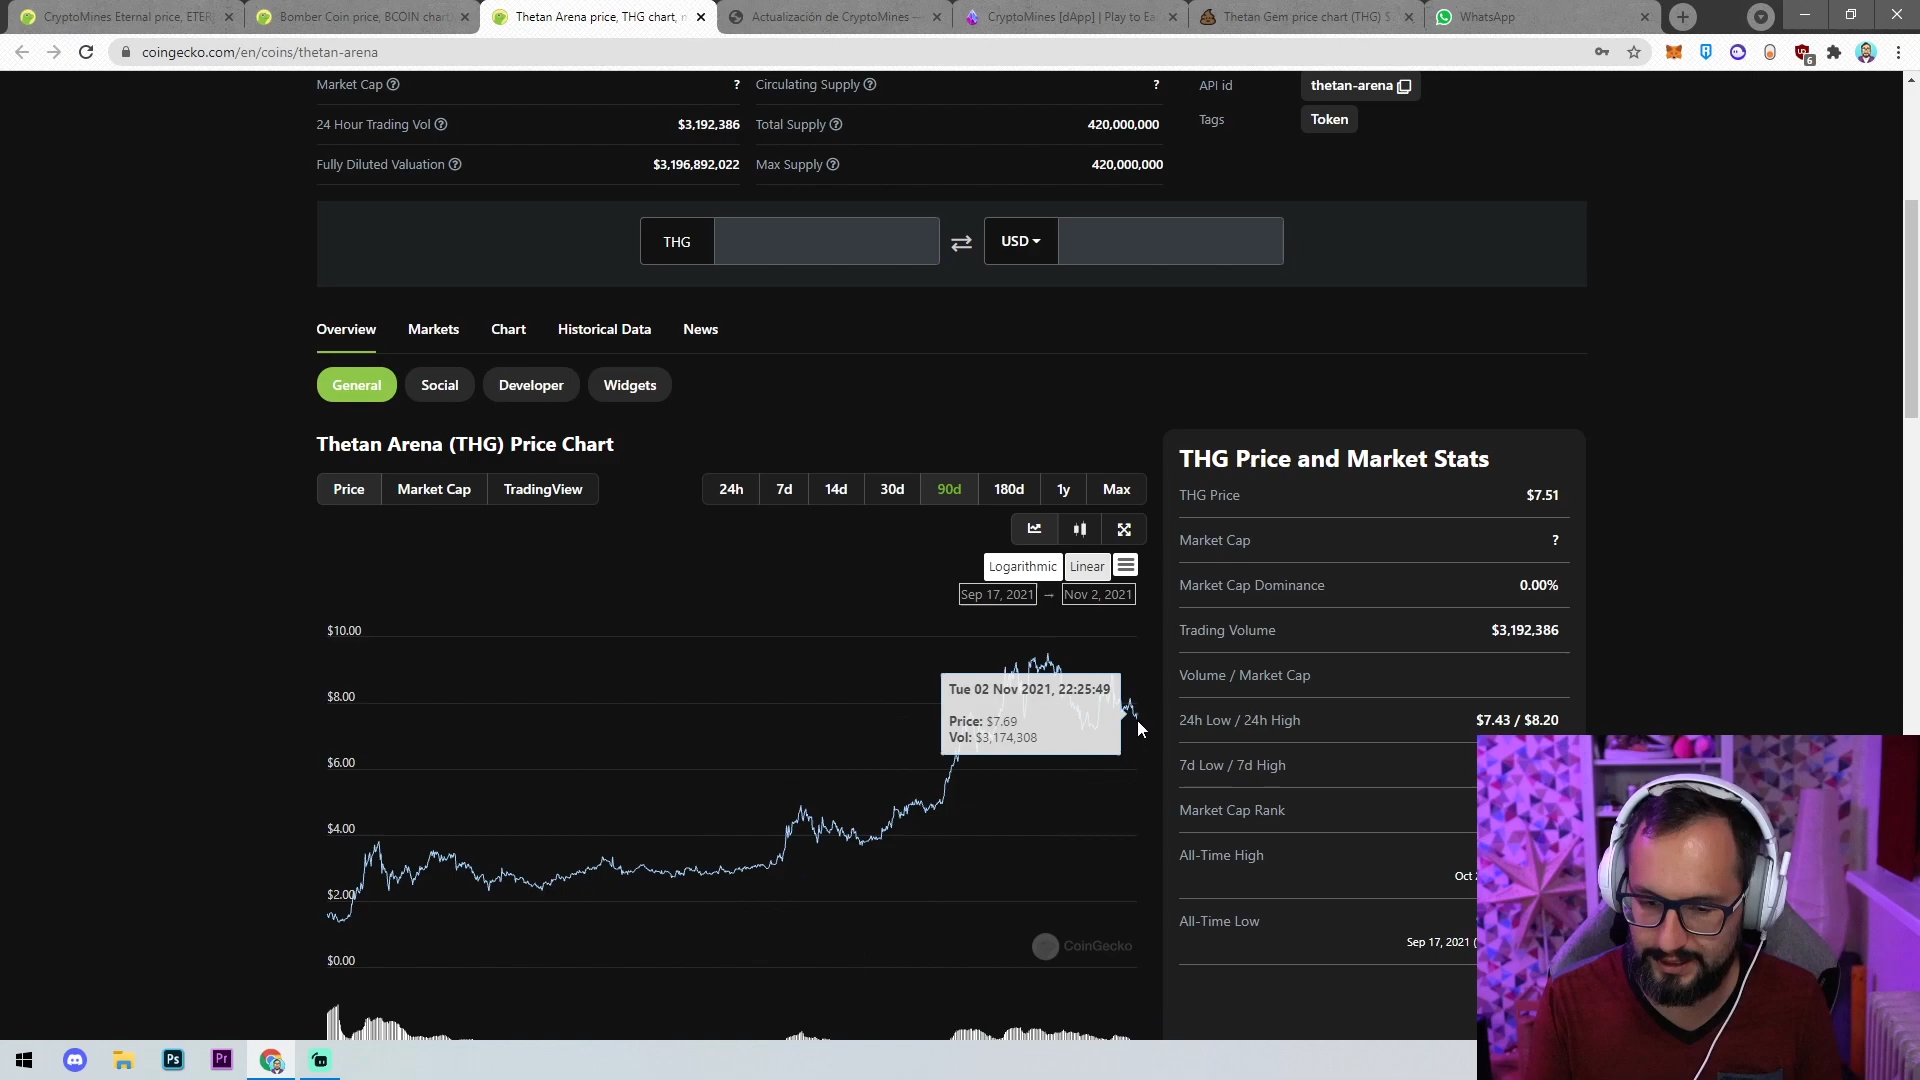 CryptoMines Eternal price, ETER
Bomber Coin price, BCOIN chart
Thetan Arena price, THG chart,
Actualización de CryptoMines –
CryptoMines [dApp] | Play to Ea
Thetan Gem price chart (THG) $
WhatsApp
coingecko.com/en/coins/thetan-arena
6
Market Cap ? ?
Circulating Supply ? ?
API id thetan-arena
24 Hour Trading Vol ? $3,192,386
Total Supply ? 420,000,000
Tags Token
Fully Diluted Valuation ? $3,196,892,022
Max Supply ? 420,000,000
THG
USD
Overview Markets Chart Historical Data News
General Social Developer Widgets
Thetan Arena (THG) Price Chart
Price Market Cap TradingView
24h 7d 14d 30d 90d 180d 1y Max
Logarithmic Linear
Sep 17, 2021 → Nov 2, 2021
$10.00
$8.00
$6.00
$4.00
$2.00
$0.00
Tue 02 Nov 2021, 22:25:49
Price: $7.69
Vol: $3,174,308
CoinGecko
THG Price and Market Stats
THG Price $7.51
Market Cap ?
Market Cap Dominance 0.00%
Trading Volume $3,192,386
Volume / Market Cap
24h Low / 24h High $7.43 / $8.20
7d Low / 7d High
Market Cap Rank
All-Time High
Oct
All-Time Low
Sep 17, 2021 (
Ps
Pr